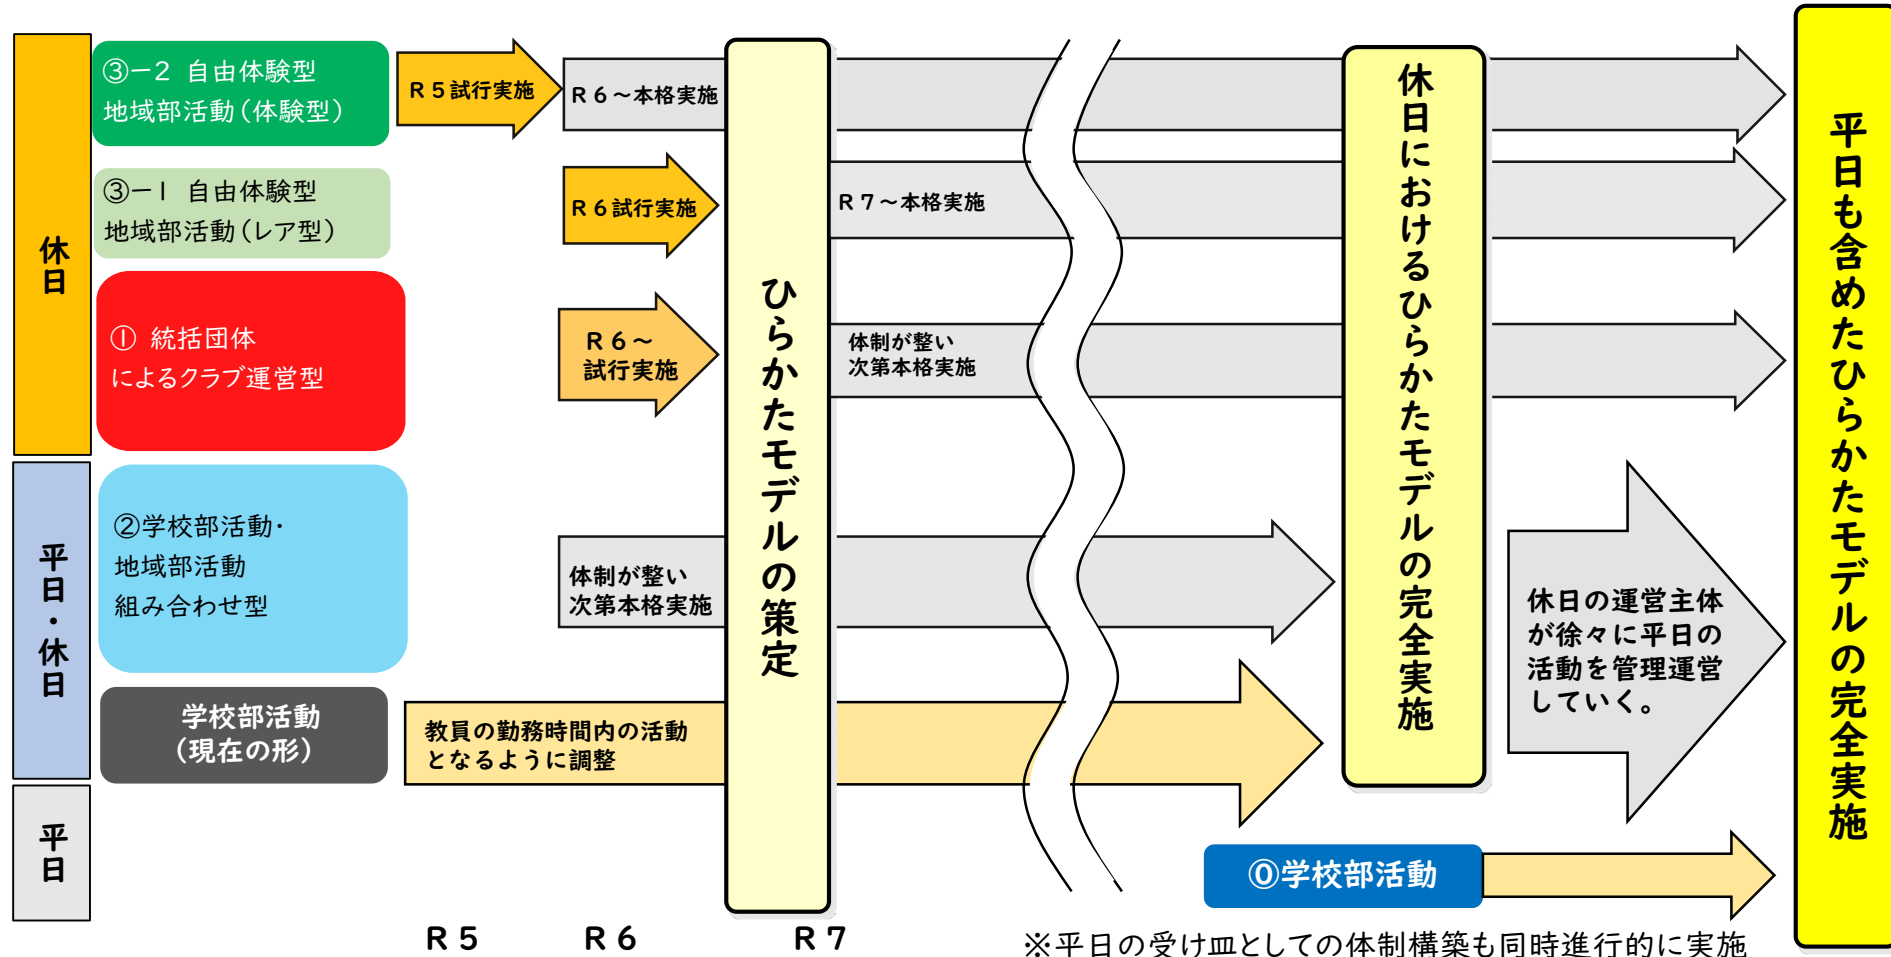 休日
③ー2 自由体験型
地域部活動（体験型）
R5試行実施
R6～本格実施
③ー1 自由体験型
地域部活動（レア型）
R6試行実施
R7～本格実施
① 統括団体
によるクラブ運営型
R6～
試行実施
体制が整い
次第本格実施
平日・休日
②学校部活動・
地域部活動
組み合わせ型
体制が整い
次第本格実施
学校部活動
（現在の形）
教員の勤務時間内の活動
となるように調整
平日
ひらかたモデルの策定
休日におけるひらかたモデルの完全実施
休日の運営主体
が徐々に平日の
活動を管理運営
していく。
⓪学校部活動
平日も含めたひらかたモデルの完全実施
R5
R6
R7
※平日の受け皿としての体制構築も同時進行的に実施